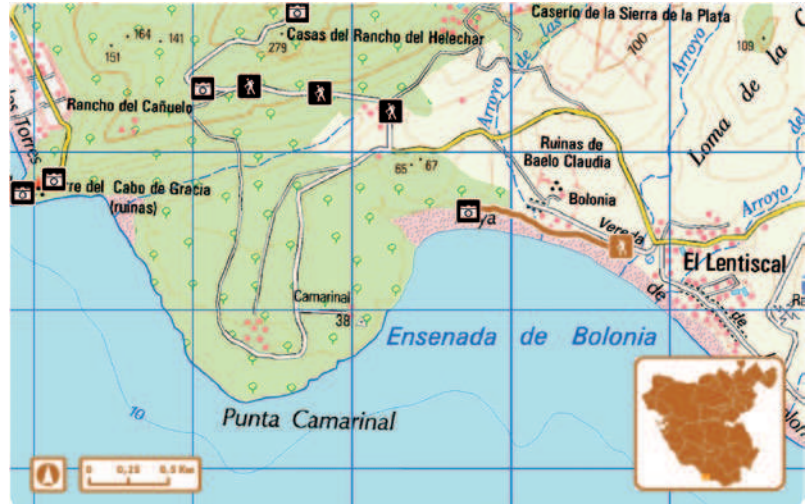 Caserío de la Sierra de la Plata
164
141
151
Casas del Rancho del Helechar
279
100
109
Arroyo de las
Loma de la C
Rancho del Cañuelo
Torres
Arroyo
Ruinas de
Baelo Claudia
65
67
del Cabo de Gracia
(ruinas)
Bolonia
Vereda
ya
Arroyo
El Lentiscal
de
de
Camarinal
38
Ensenada de Bolonia
10
Punta Camarinal
0 0,25 0,5 Km